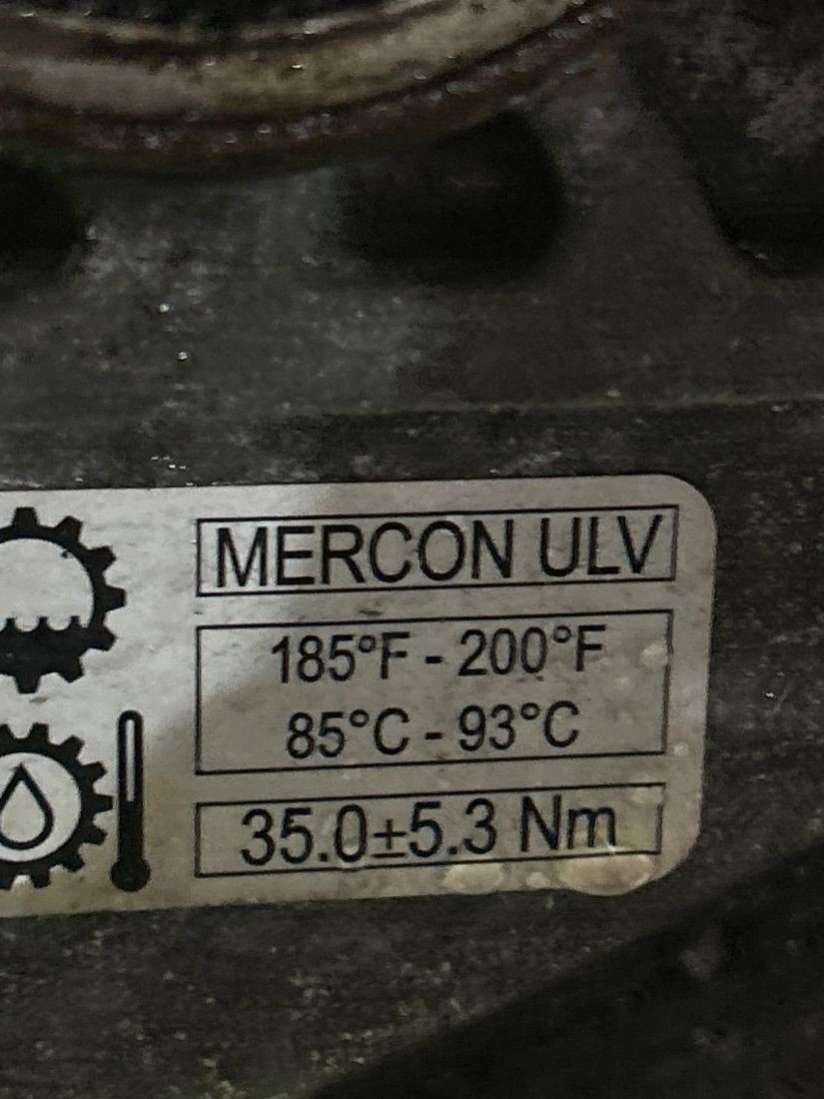 MERCON ULV
185°F - 200°F
85°C - 93°C
35.0±5.3 Nm